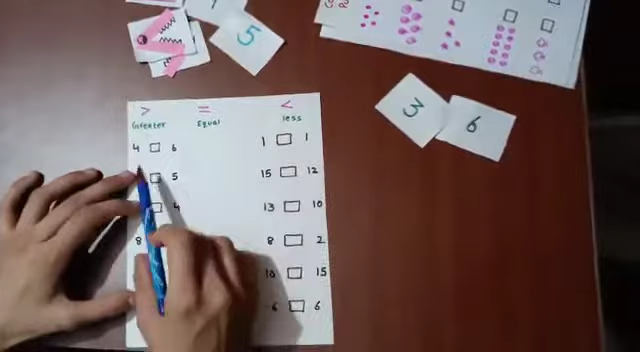 5
3
6
> = <
Greater Equal less
4 □ 6 1 □ 1
□ 5 15 □ 12
□ 4 13 □ 10
8 8 □ 2
10 □ 15
6 □ 6